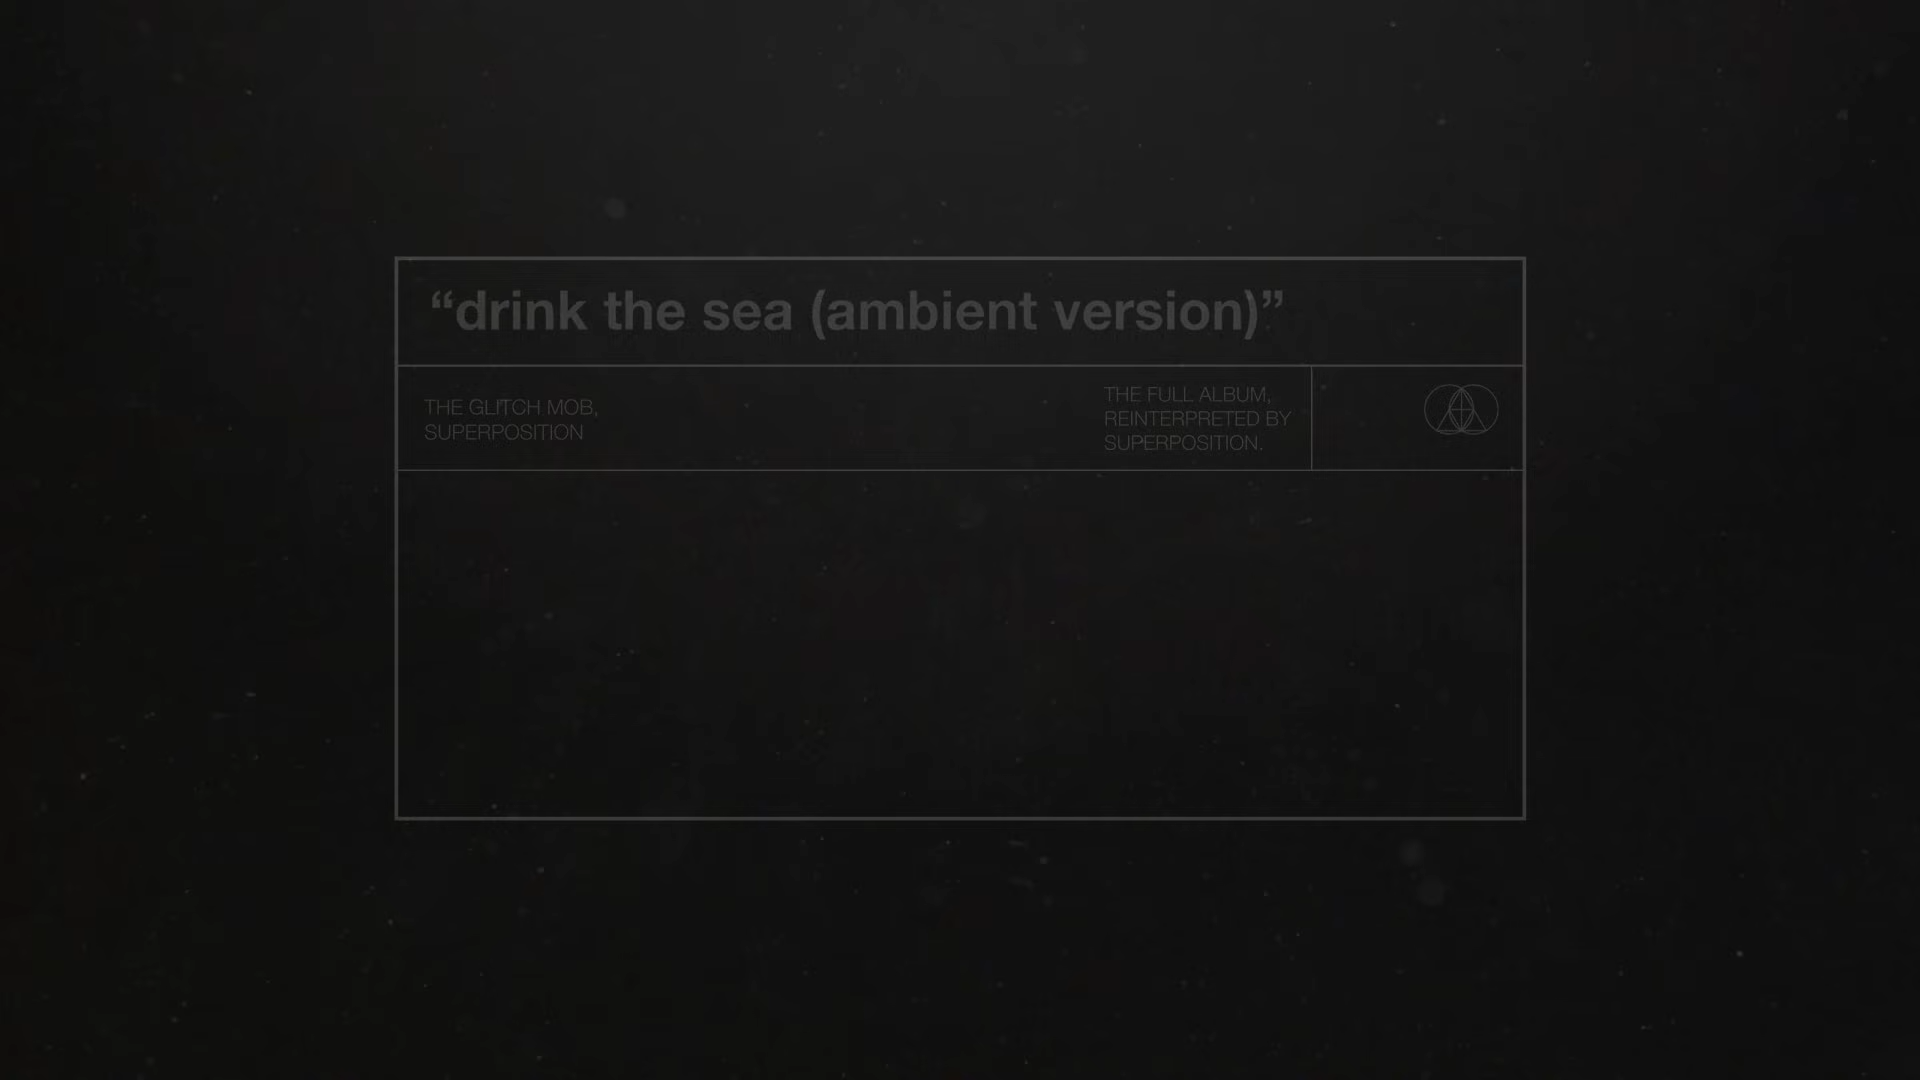 “drink the sea (ambient version)”
THE GLITCH MOB,
SUPERPOSITION
THE FULL ALBUM,
REINTERPRETED BY
SUPERPOSITION.